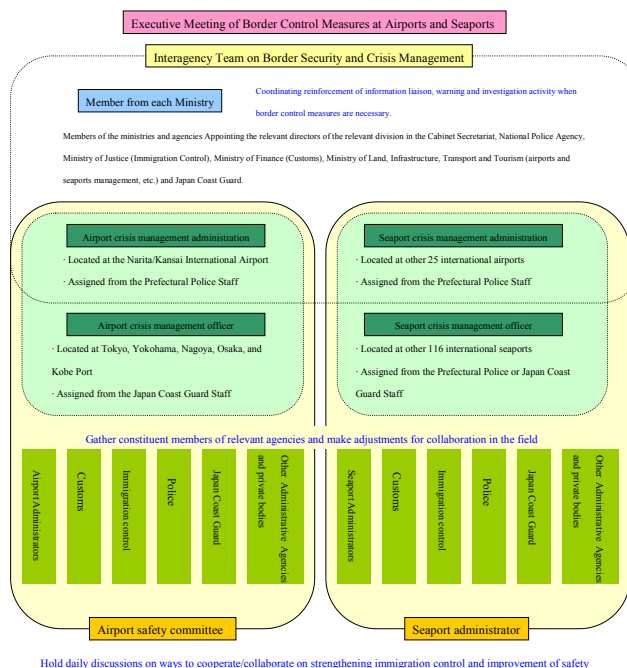 Executive Meeting of Border Control Measures at Airports and Seaports
Interagency Team on Border Security and Crisis Management
Member from each Ministry
Coordinating reinforcement of information liaison, warning and investigation activity when
border control measures are necessary.
Members of the ministries and agencies Appointing the relevant directors of the relevant division in the Cabinet Secretariat, National Police Agency,
Ministry of Justice (Immigration Control), Ministry of Finance (Customs), Ministry of Land, Infrastructure, Transport and Tourism (airports and
seaports management, etc.) and Japan Coast Guard.
Airport crisis management administration
· Located at the Narita/Kansai International Airport
· Assigned from the Prefectural Police Staff
Airport crisis management officer
· Located at Tokyo, Yokohama, Nagoya, Osaka, and
Kobe Port
· Assigned from the Japan Coast Guard Staff
Seaport crisis management administration
· Located at other 25 international airports
· Assigned from the Prefectural Police Staff
Seaport crisis management officer
· Located at other 116 international seaports
· Assigned from the Prefectural Police or Japan Coast
Guard Staff
Gather constituent members of relevant agencies and make adjustments for collaboration in the field
Airport Administrators
Customs
Immigration control
Police
Japan Coast Guard
Other Administrative Agencies
and private bodies
Seaport Administrators
Customs
Immigration control
Police
Japan Coast Guard
Other Administrative Agencies
and private bodies
Airport safety committee
Seaport administrator
Hold daily discussions on ways to cooperate/collaborate on strengthening immigration control and improvement of safety